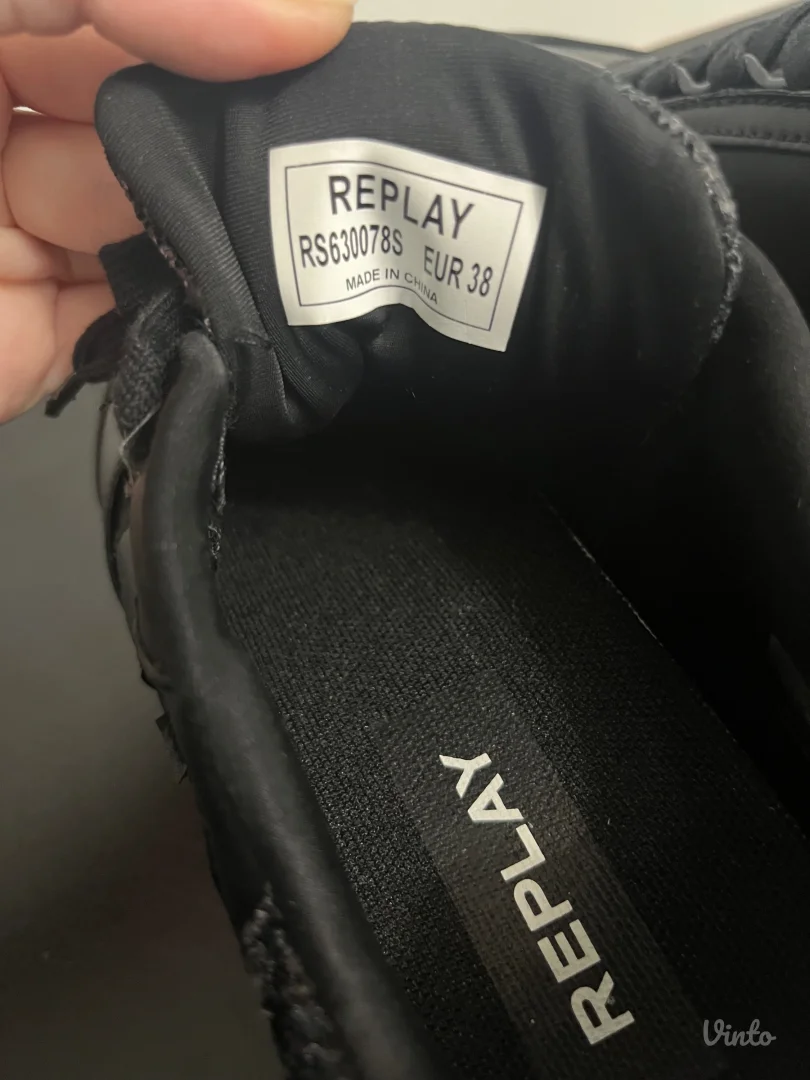 REPLAY
RS630078S EUR 38
MADE IN CHINA
REPLAY
Vinto